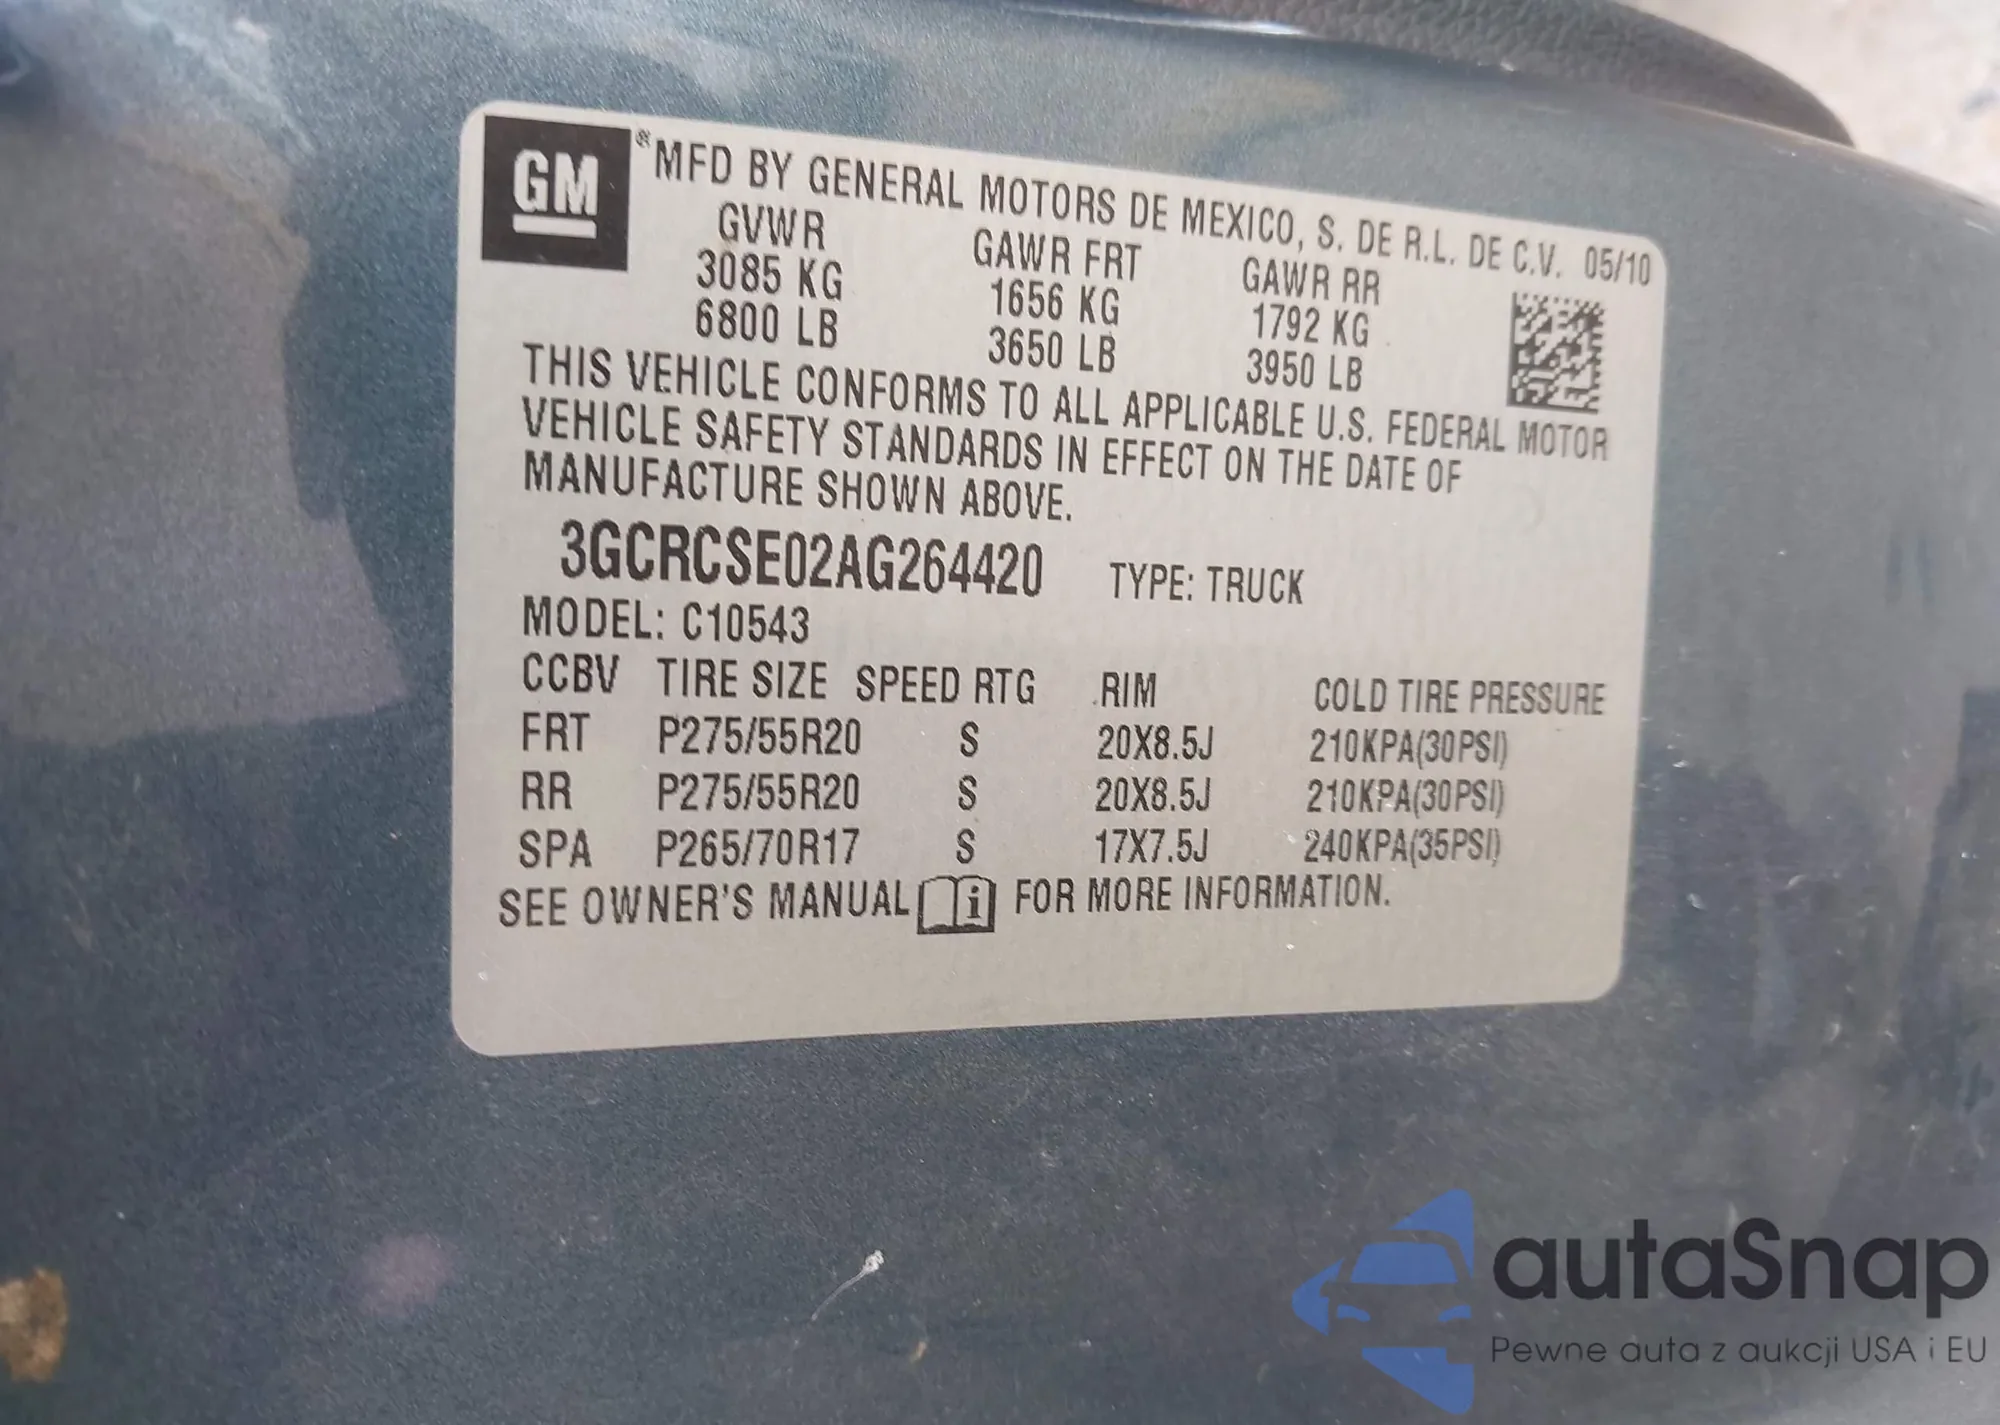 GM ® MFD BY GENERAL MOTORS DE MEXICO, S. DE R.L. DE C.V. 05/10
GVWR GAWR FRT GAWR RR
3085 KG 1656 KG 1792 KG
6800 LB 3650 LB 3950 LB
THIS VEHICLE CONFORMS TO ALL APPLICABLE U.S. FEDERAL MOTOR
VEHICLE SAFETY STANDARDS IN EFFECT ON THE DATE OF
MANUFACTURE SHOWN ABOVE.
3GCRCSE02AG264420 TYPE: TRUCK
MODEL: C10543
CCBV TIRE SIZE SPEED RTG RIM COLD TIRE PRESSURE
FRT P275/55R20 S 20X8.5J 210KPA(30PSI)
RR P275/55R20 S 20X8.5J 210KPA(30PSI)
SPA P265/70R17 S 17X7.5J 240KPA(35PSI)
SEE OWNER'S MANUAL i FOR MORE INFORMATION.
autaSnap
Pewne auta z aukcji USA i EU